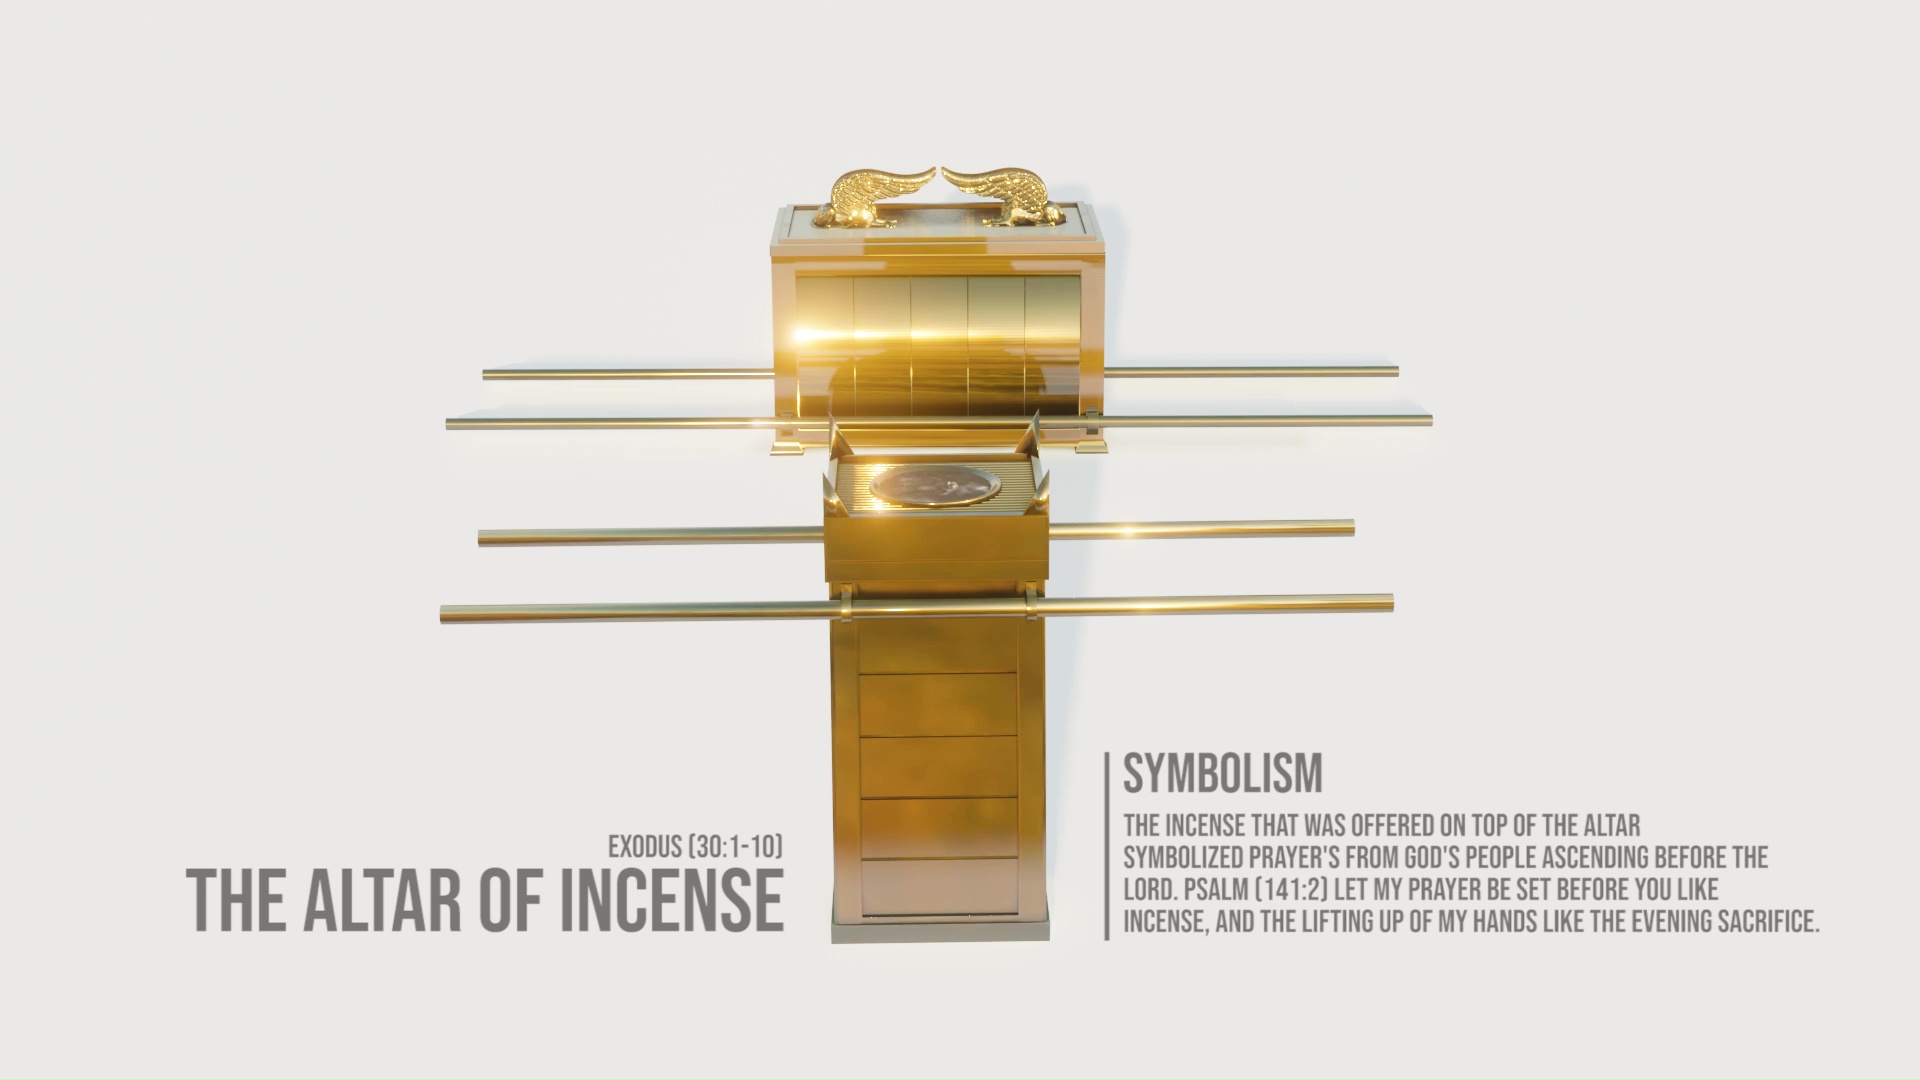 EXODUS (30:1-10)
THE ALTAR OF INCENSE
SYMBOLISM
THE INCENSE THAT WAS OFFERED ON TOP OF THE ALTAR
SYMBOLIZED PRAYER'S FROM GOD'S PEOPLE ASCENDING BEFORE THE
LORD. PSALM (141:2) LET MY PRAYER BE SET BEFORE YOU LIKE
INCENSE, AND THE LIFTING UP OF MY HANDS LIKE THE EVENING SACRIFICE.